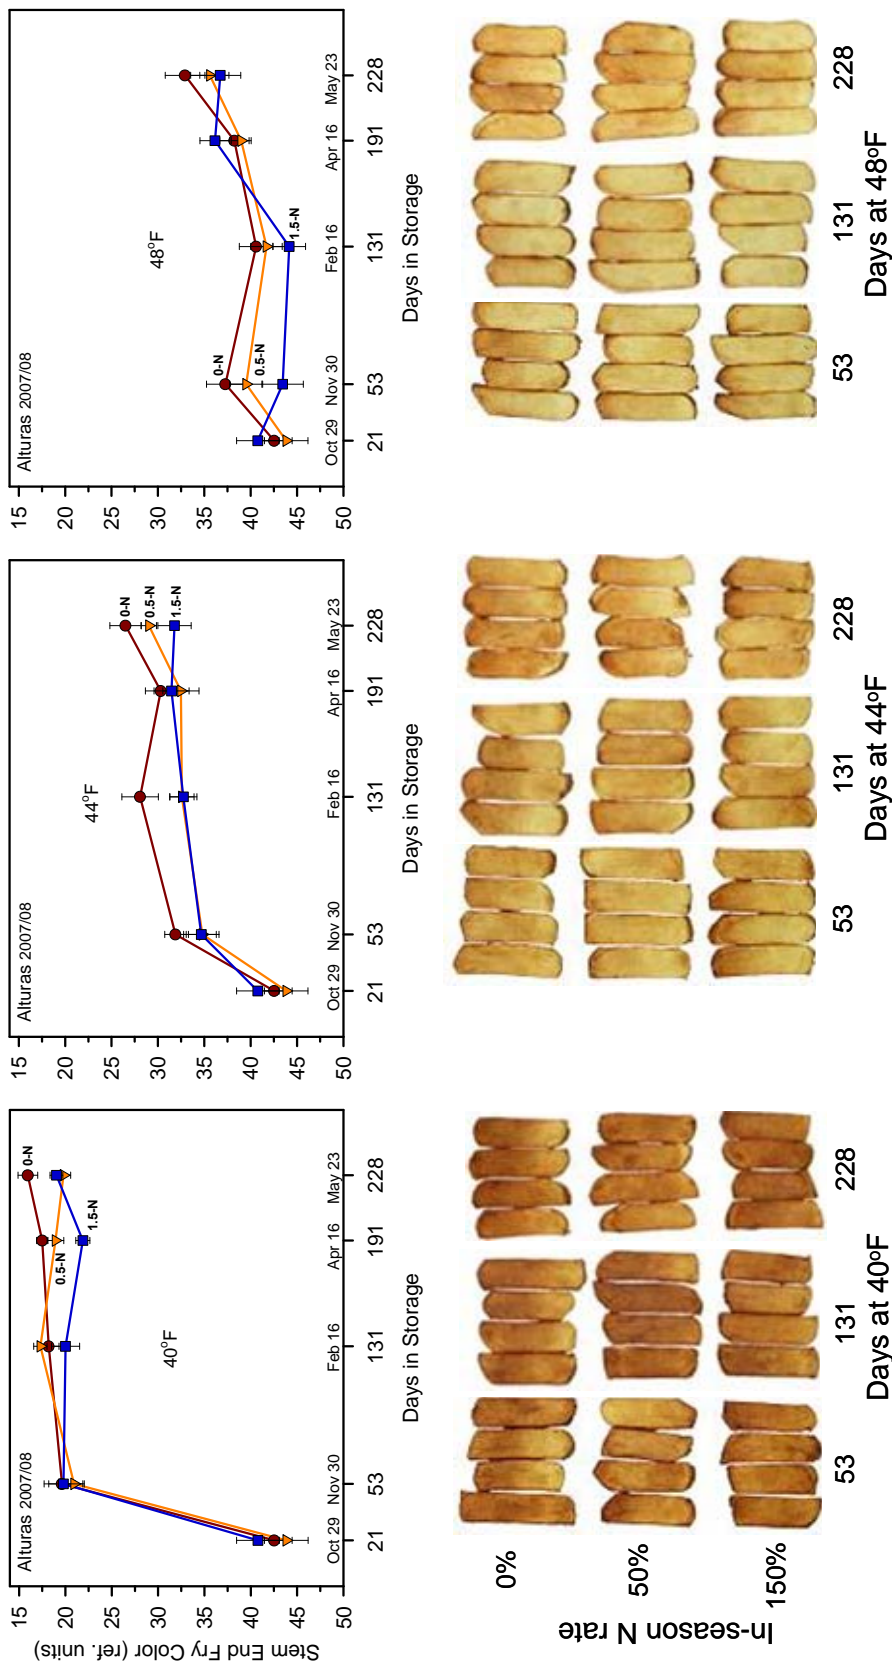 Alturas 2007/08
40°F
0-N
0.5-N
1.5-N
15
20
25
30
35
40
45
50
Stem End Fry Color (ref. units)
Oct 29 Nov 30 Feb 16 Apr 16 May 23
21 53 131 191 228
Days in Storage
Alturas 2007/08
44°F
0-N
0.5-N
1.5-N
15
20
25
30
35
40
45
50
Oct 29 Nov 30 Feb 16 Apr 16 May 23
21 53 131 191 228
Days in Storage
Alturas 2007/08
48°F
0-N
0.5-N
1.5-N
15
20
25
30
35
40
45
50
Oct 29 Nov 30 Feb 16 Apr 16 May 23
21 53 131 191 228
Days in Storage
In-season N rate
0%
50%
150%
53 131 228
Days at 40ºF
53 131 228
Days at 44ºF
53 131 228
Days at 48ºF